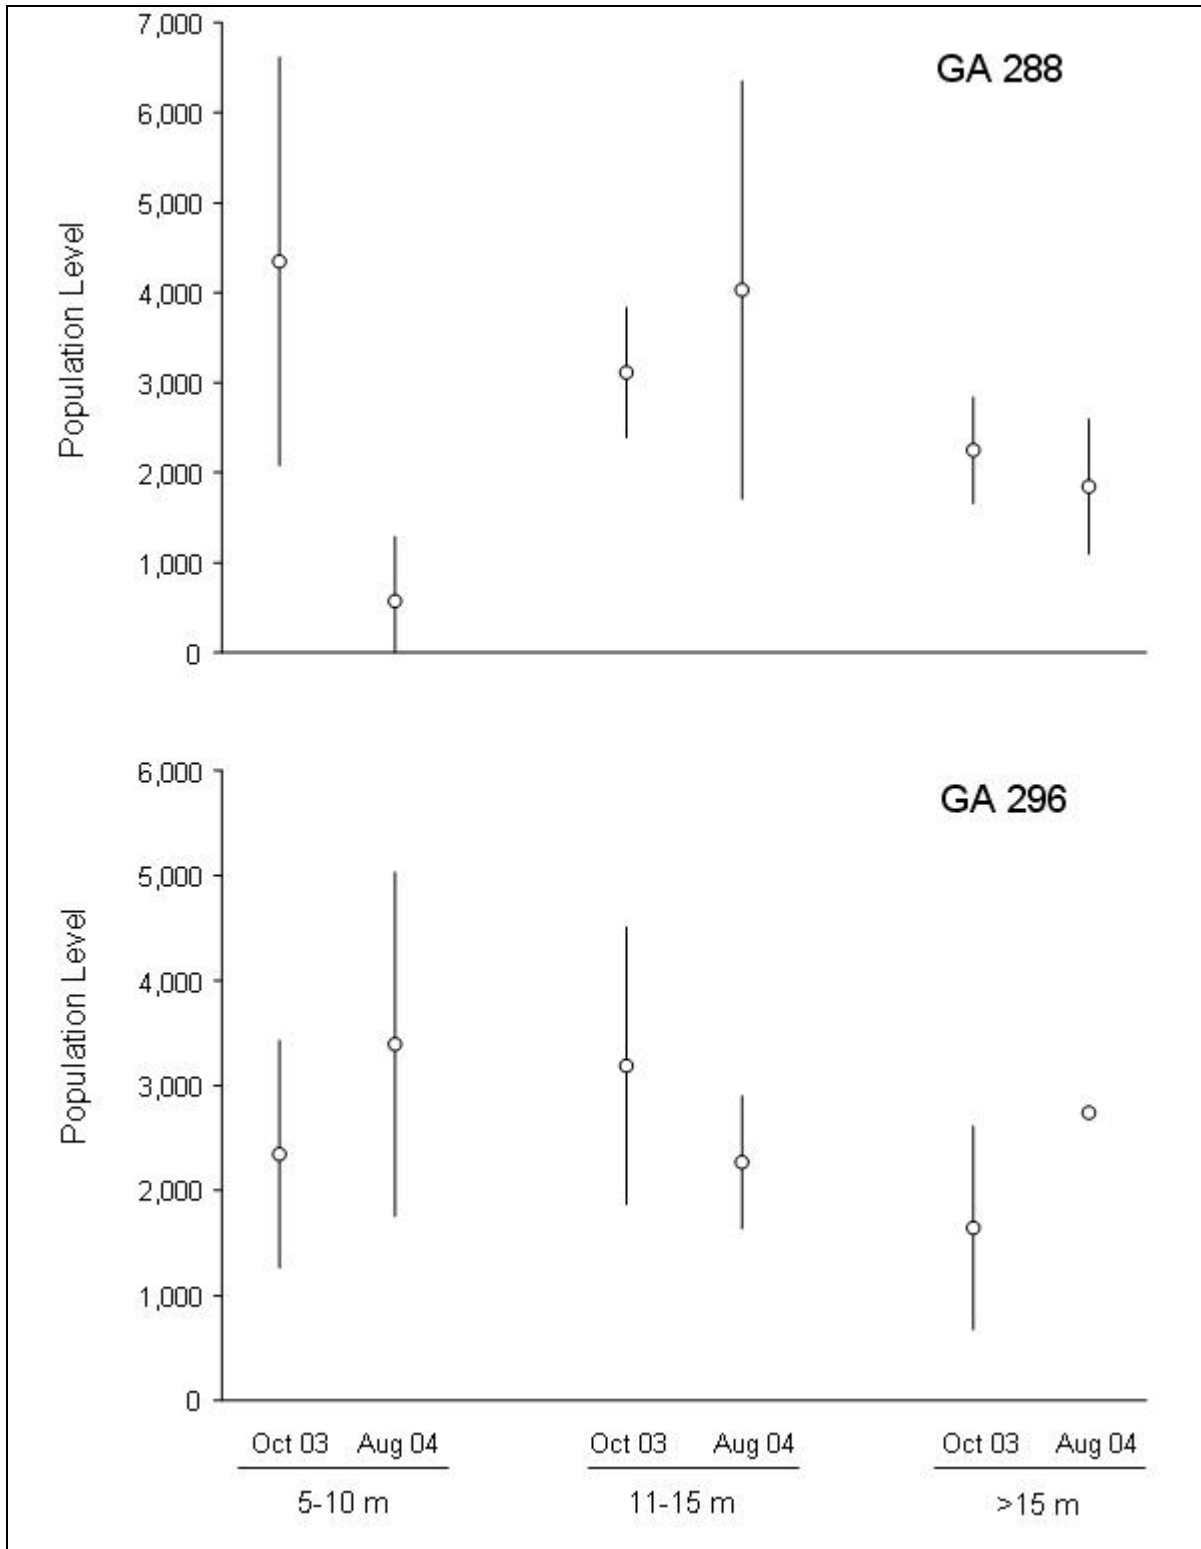 GA 288
7,000
6,000
5,000
4,000
3,000
2,000
1,000
0
Population Level
GA 296
6,000
5,000
4,000
3,000
2,000
1,000
0
Population Level
Oct 03 Aug 04 Oct 03 Aug 04 Oct 03 Aug 04
5-10 m 11-15 m >15 m